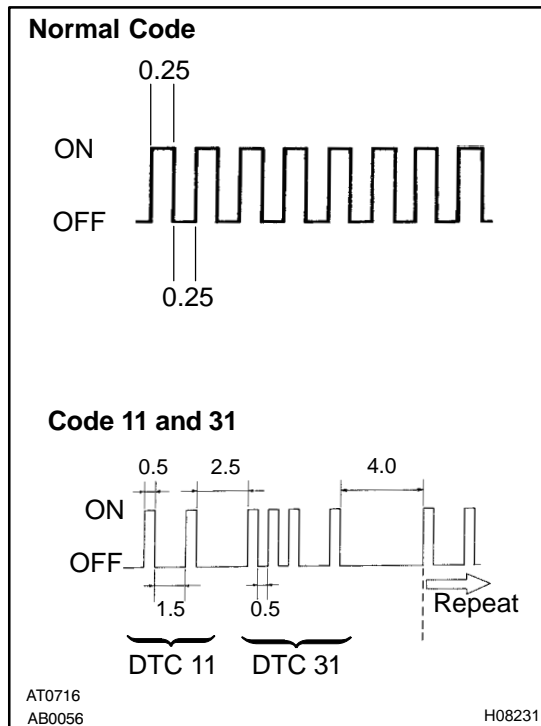 Normal Code
0.25
ON
OFF
0.25
Code 11 and 31
0.5 2.5 4.0
ON
OFF
1.5 0.5 Repeat
DTC 11 DTC 31
AT0716
AB0056 H08231